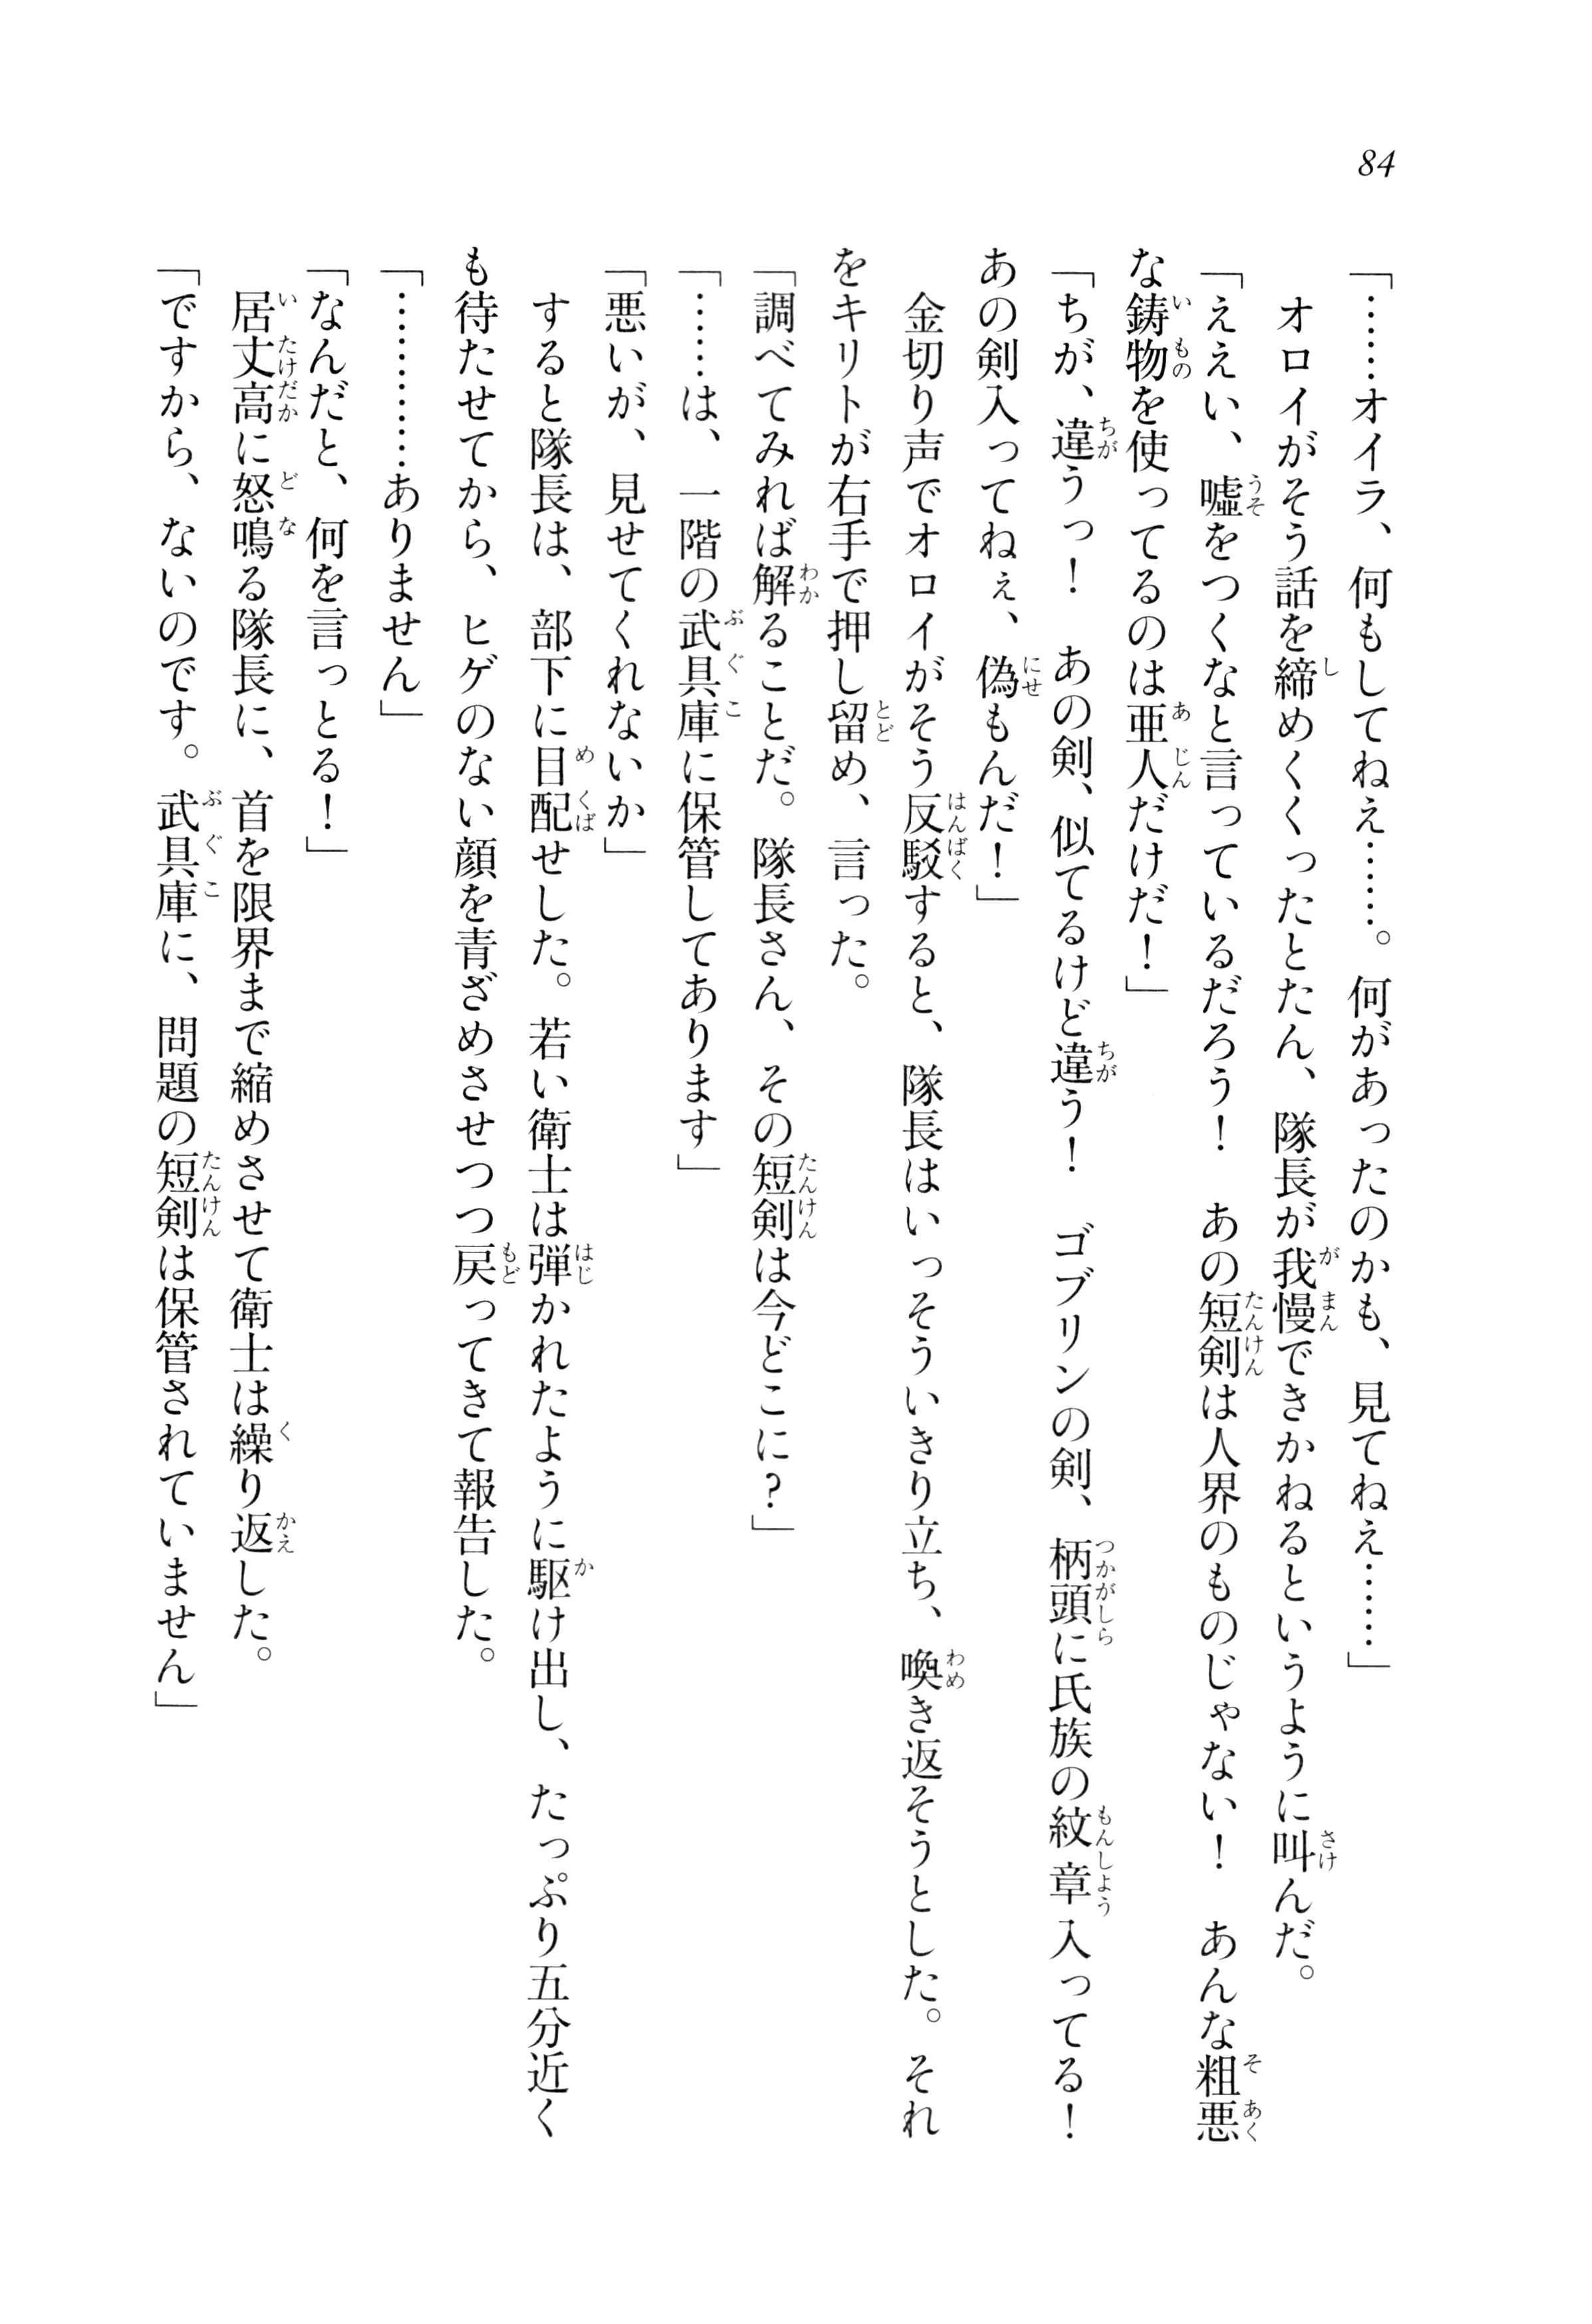 84
「……オイラ、何もしてねえ……。何があったのかも、見てねえ……」
　オロイがそう話を締めくくったとたん、隊長が我慢できかねるというように叫んだ。
「ええい、嘘をつくなと言っているだろう！　あの短剣は人界のものじゃない！　あんな粗悪
な鋳物を使ってるのは亜人だけだ！」
「ちが、違うっ！　あの剣、似てるけど違う！　ゴブリンの剣、柄頭に氏族の紋章入ってる！
あの剣入ってねぇ、偽もんだ！」
　金切り声でオロイがそう反駁すると、隊長はいっそういきり立ち、喚き返そうとした。それ
をキリトが右手で押し留め、言った。
「調べてみれば解ることだ。隊長さん、その短剣は今どこに？」
「……は、一階の武具庫に保管してあります」
「悪いが、見せてくれないか」
　すると隊長は、部下に目配せした。若い衛士は弾かれたように駆け出し、たっぷり五分近く
も待たせてから、ヒゲのない顔を青ざめさせつつ戻ってきて報告した。
「…………ありません」
「なんだと、何を言っとる！」
　居丈高に怒鳴る隊長に、首を限界まで縮めさせて衛士は繰り返した。
「ですから、ないのです。武具庫に、問題の短剣は保管されていません」